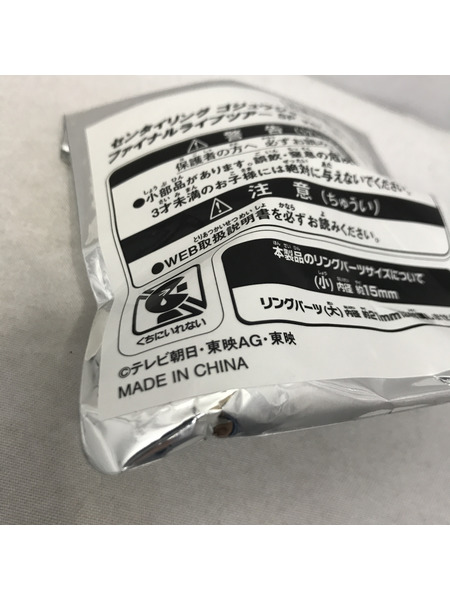 センタイリング ゴジュウジ
ファイナルライブツアー
警告
保護者の方へ 必ずお読み
●小部品があります。誤飲・窒息の危険
3才未満のお子様には絶対に与えないでください。
注意(ちゅうい)
●WEB取扱説明書を必ずお読みください。
本製品のリングパーツサイズについて
(小)内径 約15mm
リングパーツ(大)内径 約21mm
くちにいれない
©テレビ朝日・東映AG・東映
MADE IN CHINA